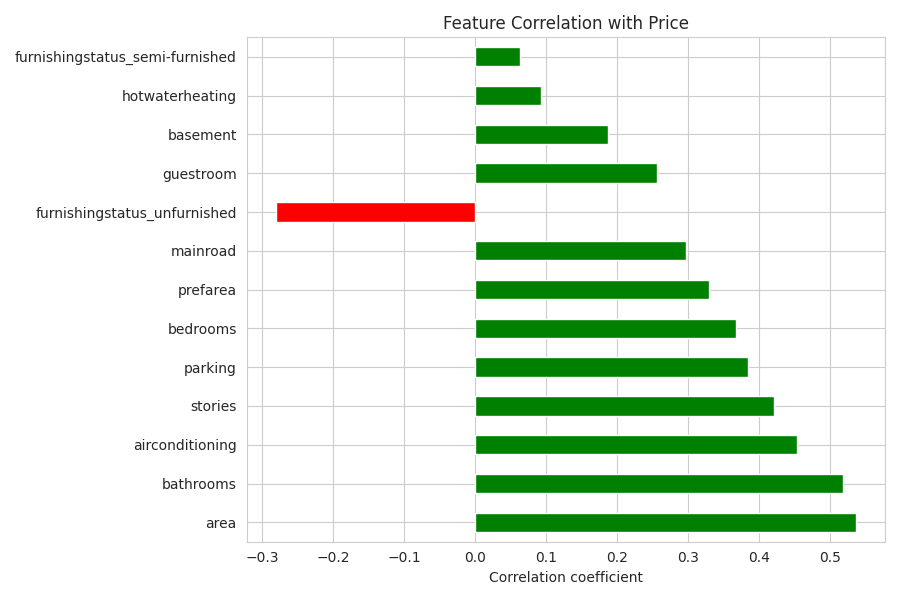 Feature Correlation with Price
furnishingstatus_semi-furnished
hotwaterheating
basement
guestroom
furnishingstatus_unfurnished
mainroad
prefarea
bedrooms
parking
stories
airconditioning
bathrooms
area
−0.3 −0.2 −0.1 0.0 0.1 0.2 0.3 0.4 0.5
Correlation coefficient